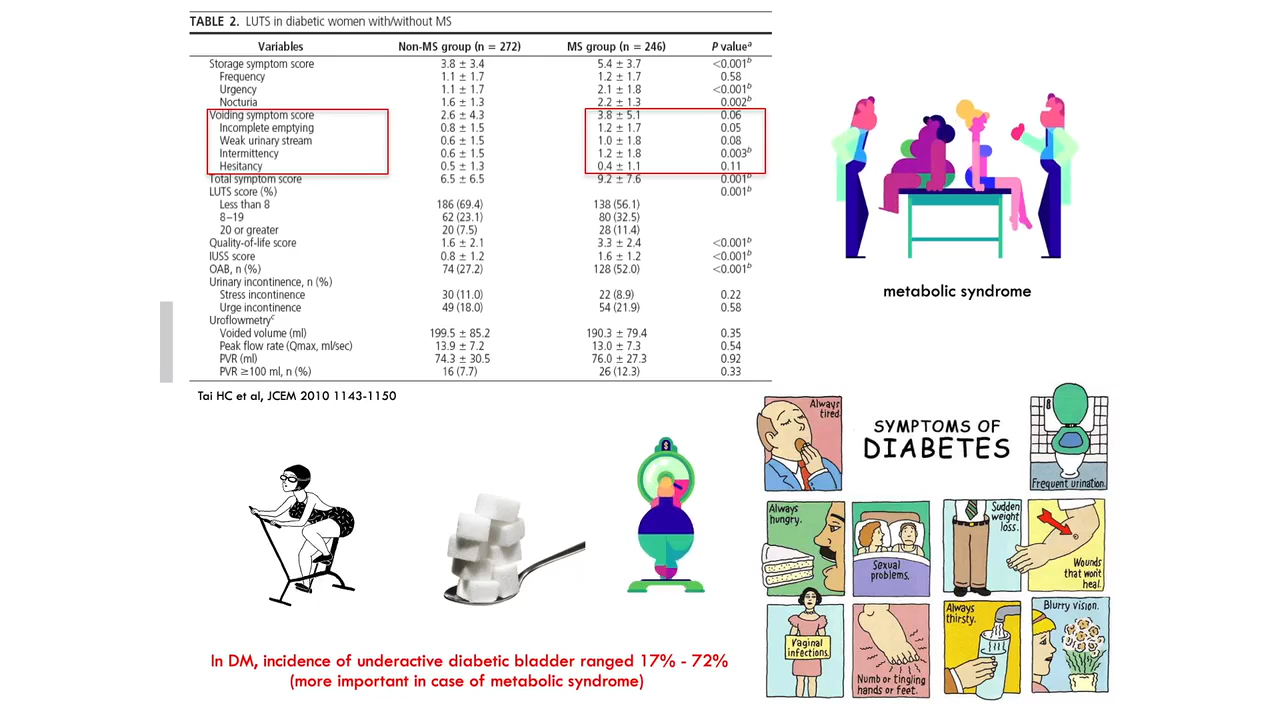 TABLE 2. LUTS in diabetic women with/without MS
Variables Non-MS group (n = 272) MS group (n = 246) P valueᵃ
Storage symptom score 3.8 ± 3.4 5.4 ± 3.7 <0.001ᵇ
Frequency 1.1 ± 1.7 1.2 ± 1.7 0.58
Urgency 1.1 ± 1.7 2.1 ± 1.8 <0.001ᵇ
Nocturia 1.6 ± 1.3 2.2 ± 1.3 0.002ᵇ
Voiding symptom score 2.6 ± 4.3 3.8 ± 5.1 0.06
Incomplete emptying 0.8 ± 1.5 1.2 ± 1.7 0.05
Weak urinary stream 0.6 ± 1.5 1.0 ± 1.8 0.08
Intermittency 0.6 ± 1.5 1.2 ± 1.8 0.003ᵇ
Hesitancy 0.5 ± 1.3 0.4 ± 1.1 0.11
Total symptom score 6.5 ± 6.5 9.2 ± 7.6 0.001ᵇ
LUTS score (%) 0.001ᵇ
Less than 8 186 (69.4) 138 (56.1)
8–19 62 (23.1) 80 (32.5)
20 or greater 20 (7.5) 28 (11.4)
Quality-of-life score 1.6 ± 2.1 3.3 ± 2.4 <0.001ᵇ
IUSS score 0.8 ± 1.2 1.6 ± 1.2 <0.001ᵇ
OAB, n (%) 74 (27.2) 128 (52.0) <0.001ᵇ
Urinary incontinence, n (%)
Stress incontinence 30 (11.0) 22 (8.9) 0.22
Urge incontinence 49 (18.0) 54 (21.9) 0.58
Uroflowmetryᶜ
Voided volume (ml) 199.5 ± 85.2 190.3 ± 79.4 0.35
Peak flow rate (Qmax, ml/sec) 13.9 ± 7.2 13.0 ± 7.3 0.54
PVR (ml) 74.3 ± 30.5 76.0 ± 27.3 0.92
PVR ≥100 ml, n (%) 16 (7.7) 26 (12.3) 0.33
Tai HC et al, JCEM 2010 1143-1150
metabolic syndrome
Always
tired.
SYMPTOMS OF
DIABETES
Frequent urination.
Always
hungry.
Sexual
problems.
Sudden
weight
loss.
Wounds
that won't
heal.
Vaginal
infections.
Numb or tingling
hands or feet.
Always
thirsty.
Blurry vision.
In DM, incidence of underactive diabetic bladder ranged 17% - 72%
(more important in case of metabolic syndrome)